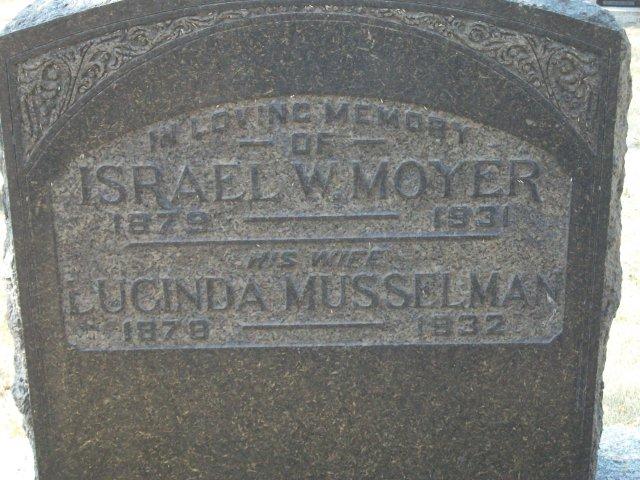 IN LOVING MEMORY
OF
ISRAEL W. MOYER
1879 1931
HIS WIFE
LUCINDA MUSSELMAN
1879 1932